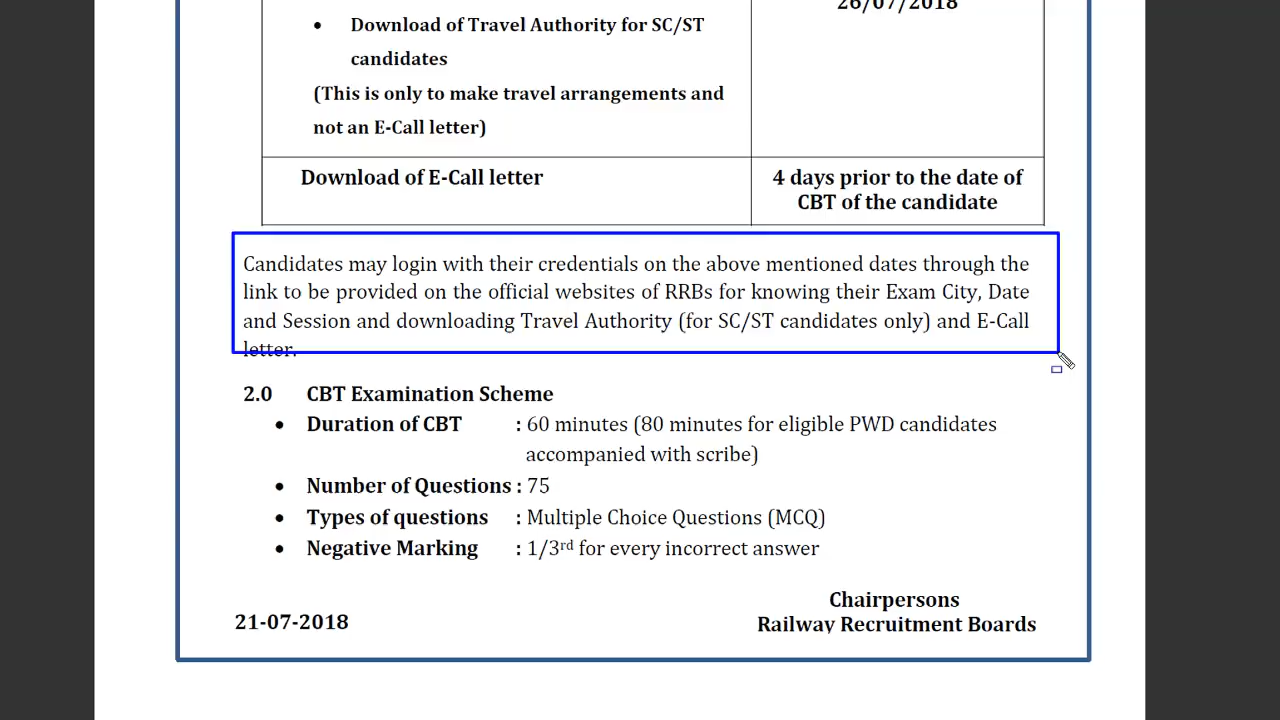 26/07/2018
• Download of Travel Authority for SC/ST
candidates
(This is only to make travel arrangements and
not an E-Call letter)
Download of E-Call letter
4 days prior to the date of
CBT of the candidate
Candidates may login with their credentials on the above mentioned dates through the
link to be provided on the official websites of RRBs for knowing their Exam City, Date
and Session and downloading Travel Authority (for SC/ST candidates only) and E-Call
letter.
2.0 CBT Examination Scheme
• Duration of CBT : 60 minutes (80 minutes for eligible PWD candidates
accompanied with scribe)
• Number of Questions : 75
• Types of questions : Multiple Choice Questions (MCQ)
• Negative Marking : 1/3rd for every incorrect answer
Chairpersons
21-07-2018 Railway Recruitment Boards